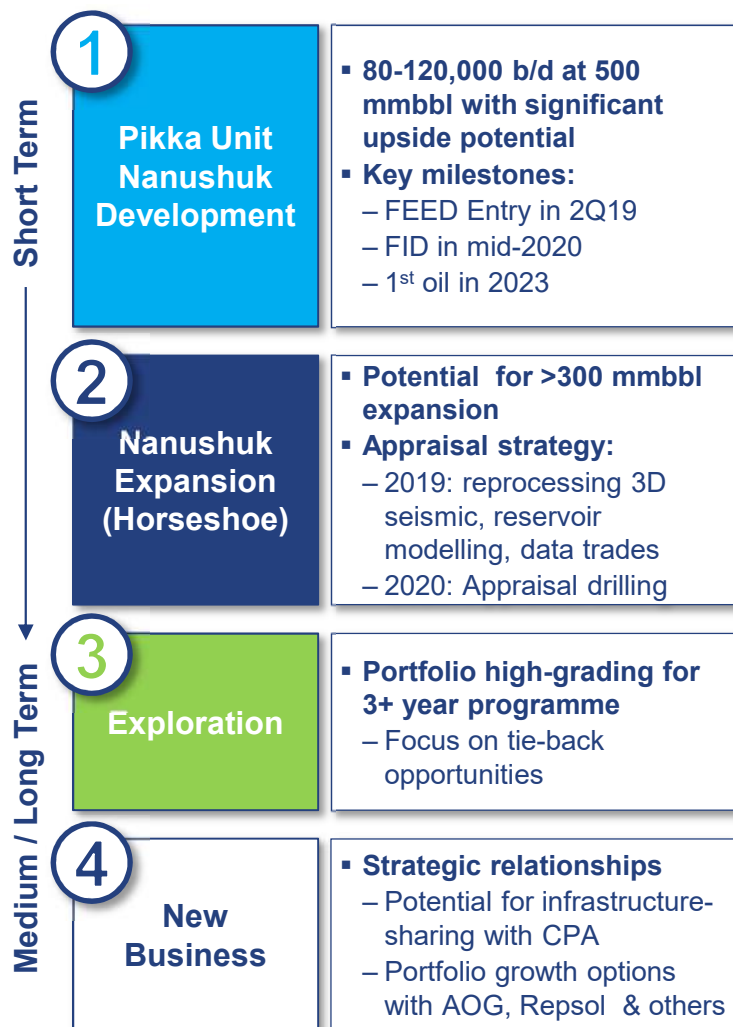 Short Term
Medium / Long Term
1
Pikka Unit
Nanushuk
Development
▪ 80-120,000 b/d at 500
mmbbl with significant
upside potential
▪ Key milestones:
– FEED Entry in 2Q19
– FID in mid-2020
– 1st oil in 2023
2
Nanushuk
Expansion
(Horseshoe)
▪ Potential for >300 mmbbl
expansion
▪ Appraisal strategy:
– 2019: reprocessing 3D
seismic, reservoir
modelling, data trades
– 2020: Appraisal drilling
3
Exploration
▪ Portfolio high-grading for
3+ year programme
– Focus on tie-back
opportunities
4
New
Business
▪ Strategic relationships
– Potential for infrastructure-
sharing with CPA
– Portfolio growth options
with AOG, Repsol & others